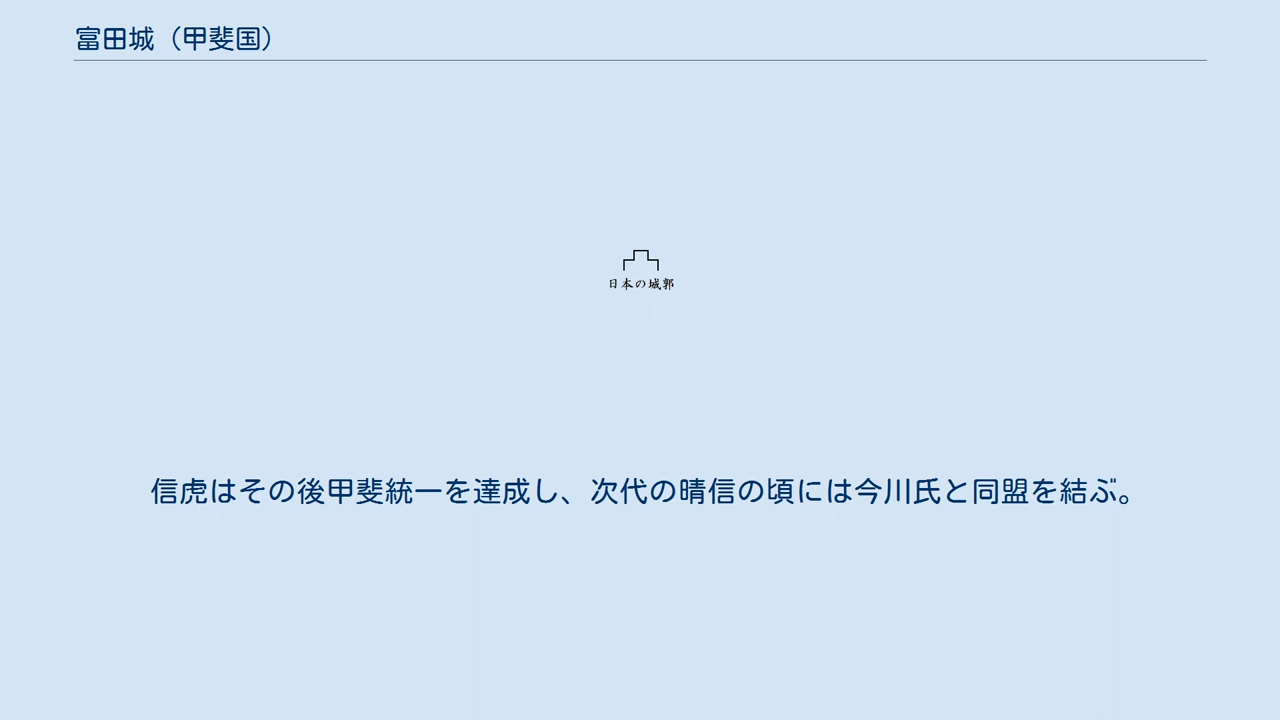 富田城（甲斐国）
日本の城郭
信虎はその後甲斐統一を達成し、次代の晴信の頃には今川氏と同盟を結ぶ。